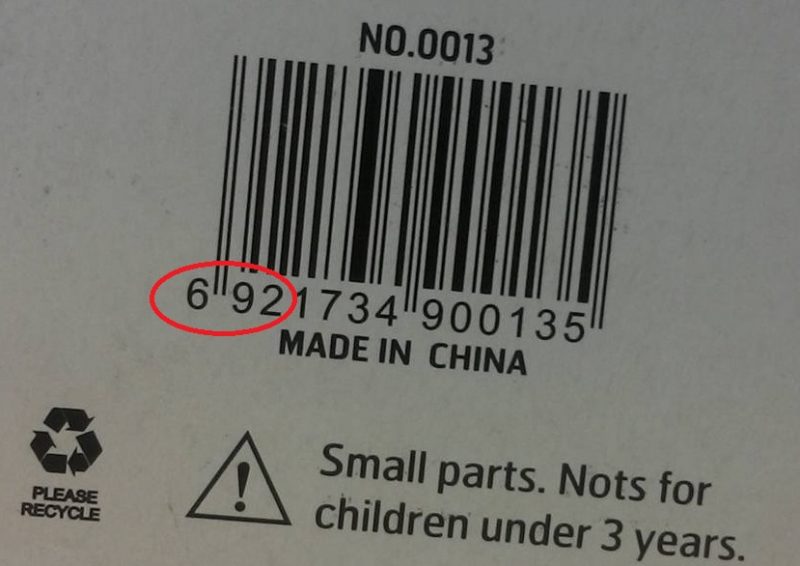 NO.0013
6 921734 900135
MADE IN CHINA
PLEASE
RECYCLE
Small parts. Nots for
children under 3 years.